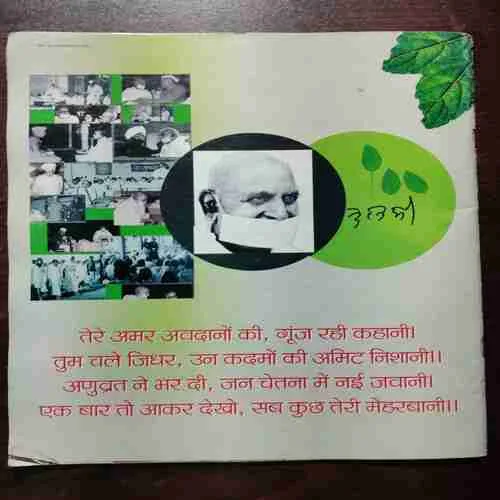 तुलसी
तेरे अमर अवदानों की, गूंज रही कहानी।
तुम चले जिधर, उन कदमों की अमिट निशानी।।
अणुव्रत ने भर दी, जन चेतना में नई जवानी।
एक बार तो आकर देखो, सब कुछ तेरी मेहरबानी।।